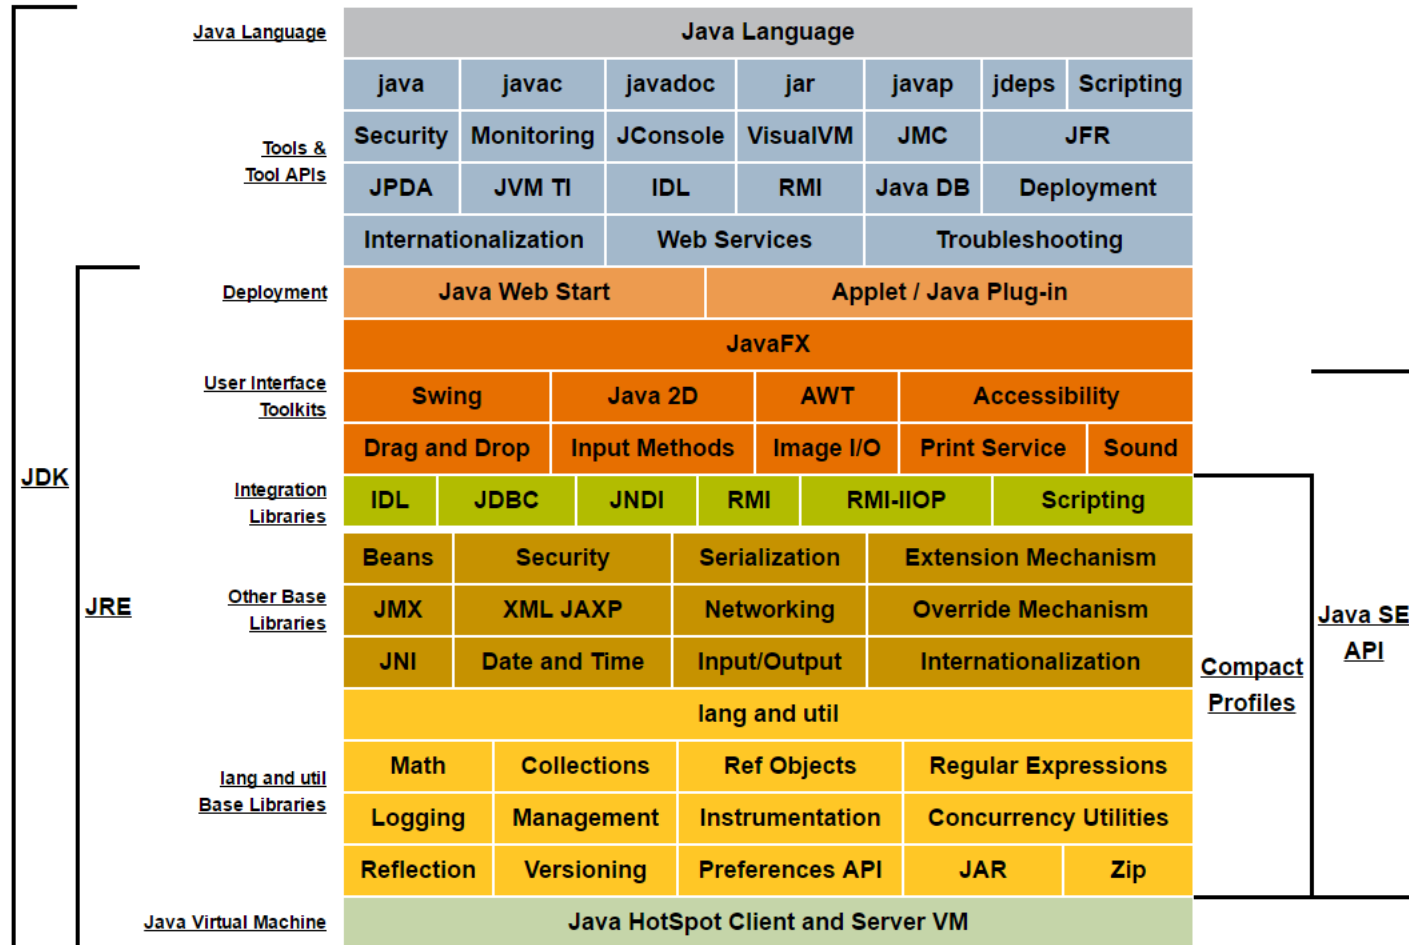 Java Language
Java Language
java javac javadoc jar javap jdeps Scripting
Security Monitoring JConsole VisualVM JMC JFR
Tools &
Tool APIs
JPDA JVM TI IDL RMI Java DB Deployment
Internationalization Web Services Troubleshooting
Deployment
Java Web Start Applet / Java Plug-in
JavaFX
User Interface
Toolkits
Swing Java 2D AWT Accessibility
Drag and Drop Input Methods Image I/O Print Service Sound
JDK
Integration
Libraries
IDL JDBC JNDI RMI RMI-IIOP Scripting
Beans Security Serialization Extension Mechanism
JRE
Other Base
Libraries
JMX XML JAXP Networking Override Mechanism
Java SE
API
JNI Date and Time Input/Output Internationalization
Compact
Profiles
lang and util
lang and util
Base Libraries
Math Collections Ref Objects Regular Expressions
Logging Management Instrumentation Concurrency Utilities
Reflection Versioning Preferences API JAR Zip
Java Virtual Machine
Java HotSpot Client and Server VM